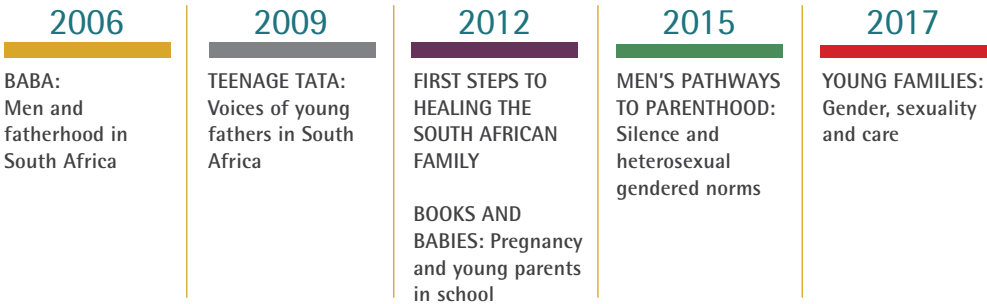 2006
BABA:
Men and
fatherhood in
South Africa
2009
TEENAGE TATA:
Voices of young
fathers in South
Africa
2012
FIRST STEPS TO
HEALING THE
SOUTH AFRICAN
FAMILY
BOOKS AND
BABIES: Pregnancy
and young parents
in school
2015
MEN’S PATHWAYS
TO PARENTHOOD:
Silence and
heterosexual
gendered norms
2017
YOUNG FAMILIES:
Gender, sexuality
and care